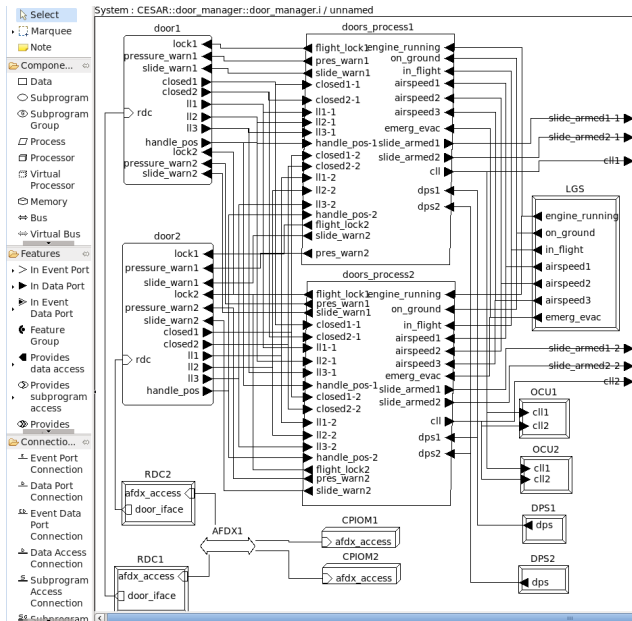 Select
Marquee
Note
Compone...
Data
Subprogram
Subprogram
Group
Process
Processor
Virtual
Processor
Memory
Bus
Virtual Bus
Features
In Event Port
In Data Port
In Event
Data Port
Feature
Group
Provides
data access
Provides
subprogram
access
Provides
Connectio...
Event Port
Connection
Data Port
Connection
Event Data
Port
Connection
Data Access
Connection
Subprogram
Access
Connection
Subprogram
System : CESAR::door_manager::door_manager.i / unnamed
door1
lock1
pressure_warn1
slide_warn1
closed1
closed2
ll1
ll2
ll3
handle_pos
lock2
pressure_warn2
slide_warn2
rdc
door2
lock1
pressure_warn1
slide_warn1
lock2
pressure_warn2
slide_warn2
closed1
closed2
ll1
ll2
ll3
handle_pos
rdc
RDC2
afdx_access
door_iface
RDC1
afdx_access
door_iface
AFDX1
CPIOM1
afdx_access
CPIOM2
afdx_access
doors_process1
flight_lock1
pres_warn1
slide_warn1
closed1-1
closed2-1
ll1-1
ll2-1
ll3-1
handle_pos-1
closed1-2
closed2-2
ll1-2
ll2-2
ll3-2
handle_pos-2
flight_lock2
slide_warn2
pres_warn2
engine_running
on_ground
in_flight
airspeed1
airspeed2
airspeed3
emerg_evac
slide_armed1
slide_armed2
cll
dps1
dps2
doors_process2
flight_lock1
pres_warn1
slide_warn1
closed1-1
closed2-1
ll1-1
ll2-1
ll3-1
handle_pos-1
closed1-2
closed2-2
ll1-2
ll2-2
ll3-2
flight_lock2
handle_pos-2
pres_warn2
slide_warn2
engine_running
on_ground
in_flight
airspeed1
airspeed2
airspeed3
emerg_evac
slide_armed1
slide_armed2
cll
dps1
dps2
slide_armed1-1
slide_armed2-1
cll1
LGS
engine_running
on_ground
in_flight
airspeed1
airspeed2
airspeed3
emerg_evac
slide_armed1-2
slide_armed2-2
cll2
OCU1
cll1
cll2
OCU2
cll1
cll2
DPS1
dps
DPS2
dps